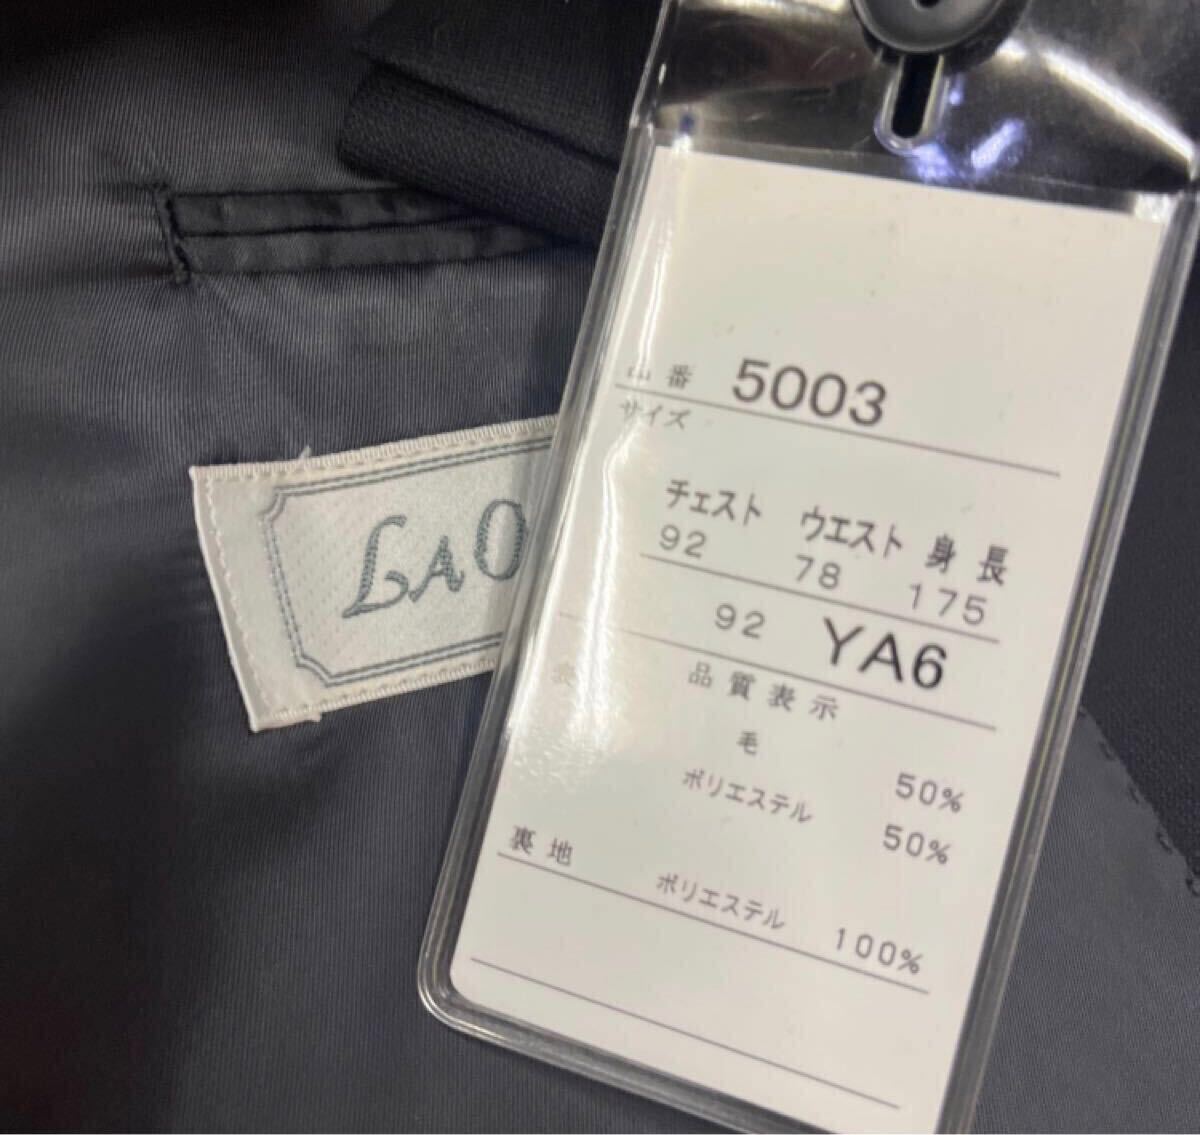 LAO
品番 5003
サイズ
チェスト ウエスト 身長
92 78 175
92 YA6
品質表示
表
毛 50%
ポリエステル 50%
裏地
ポリエステル 100%